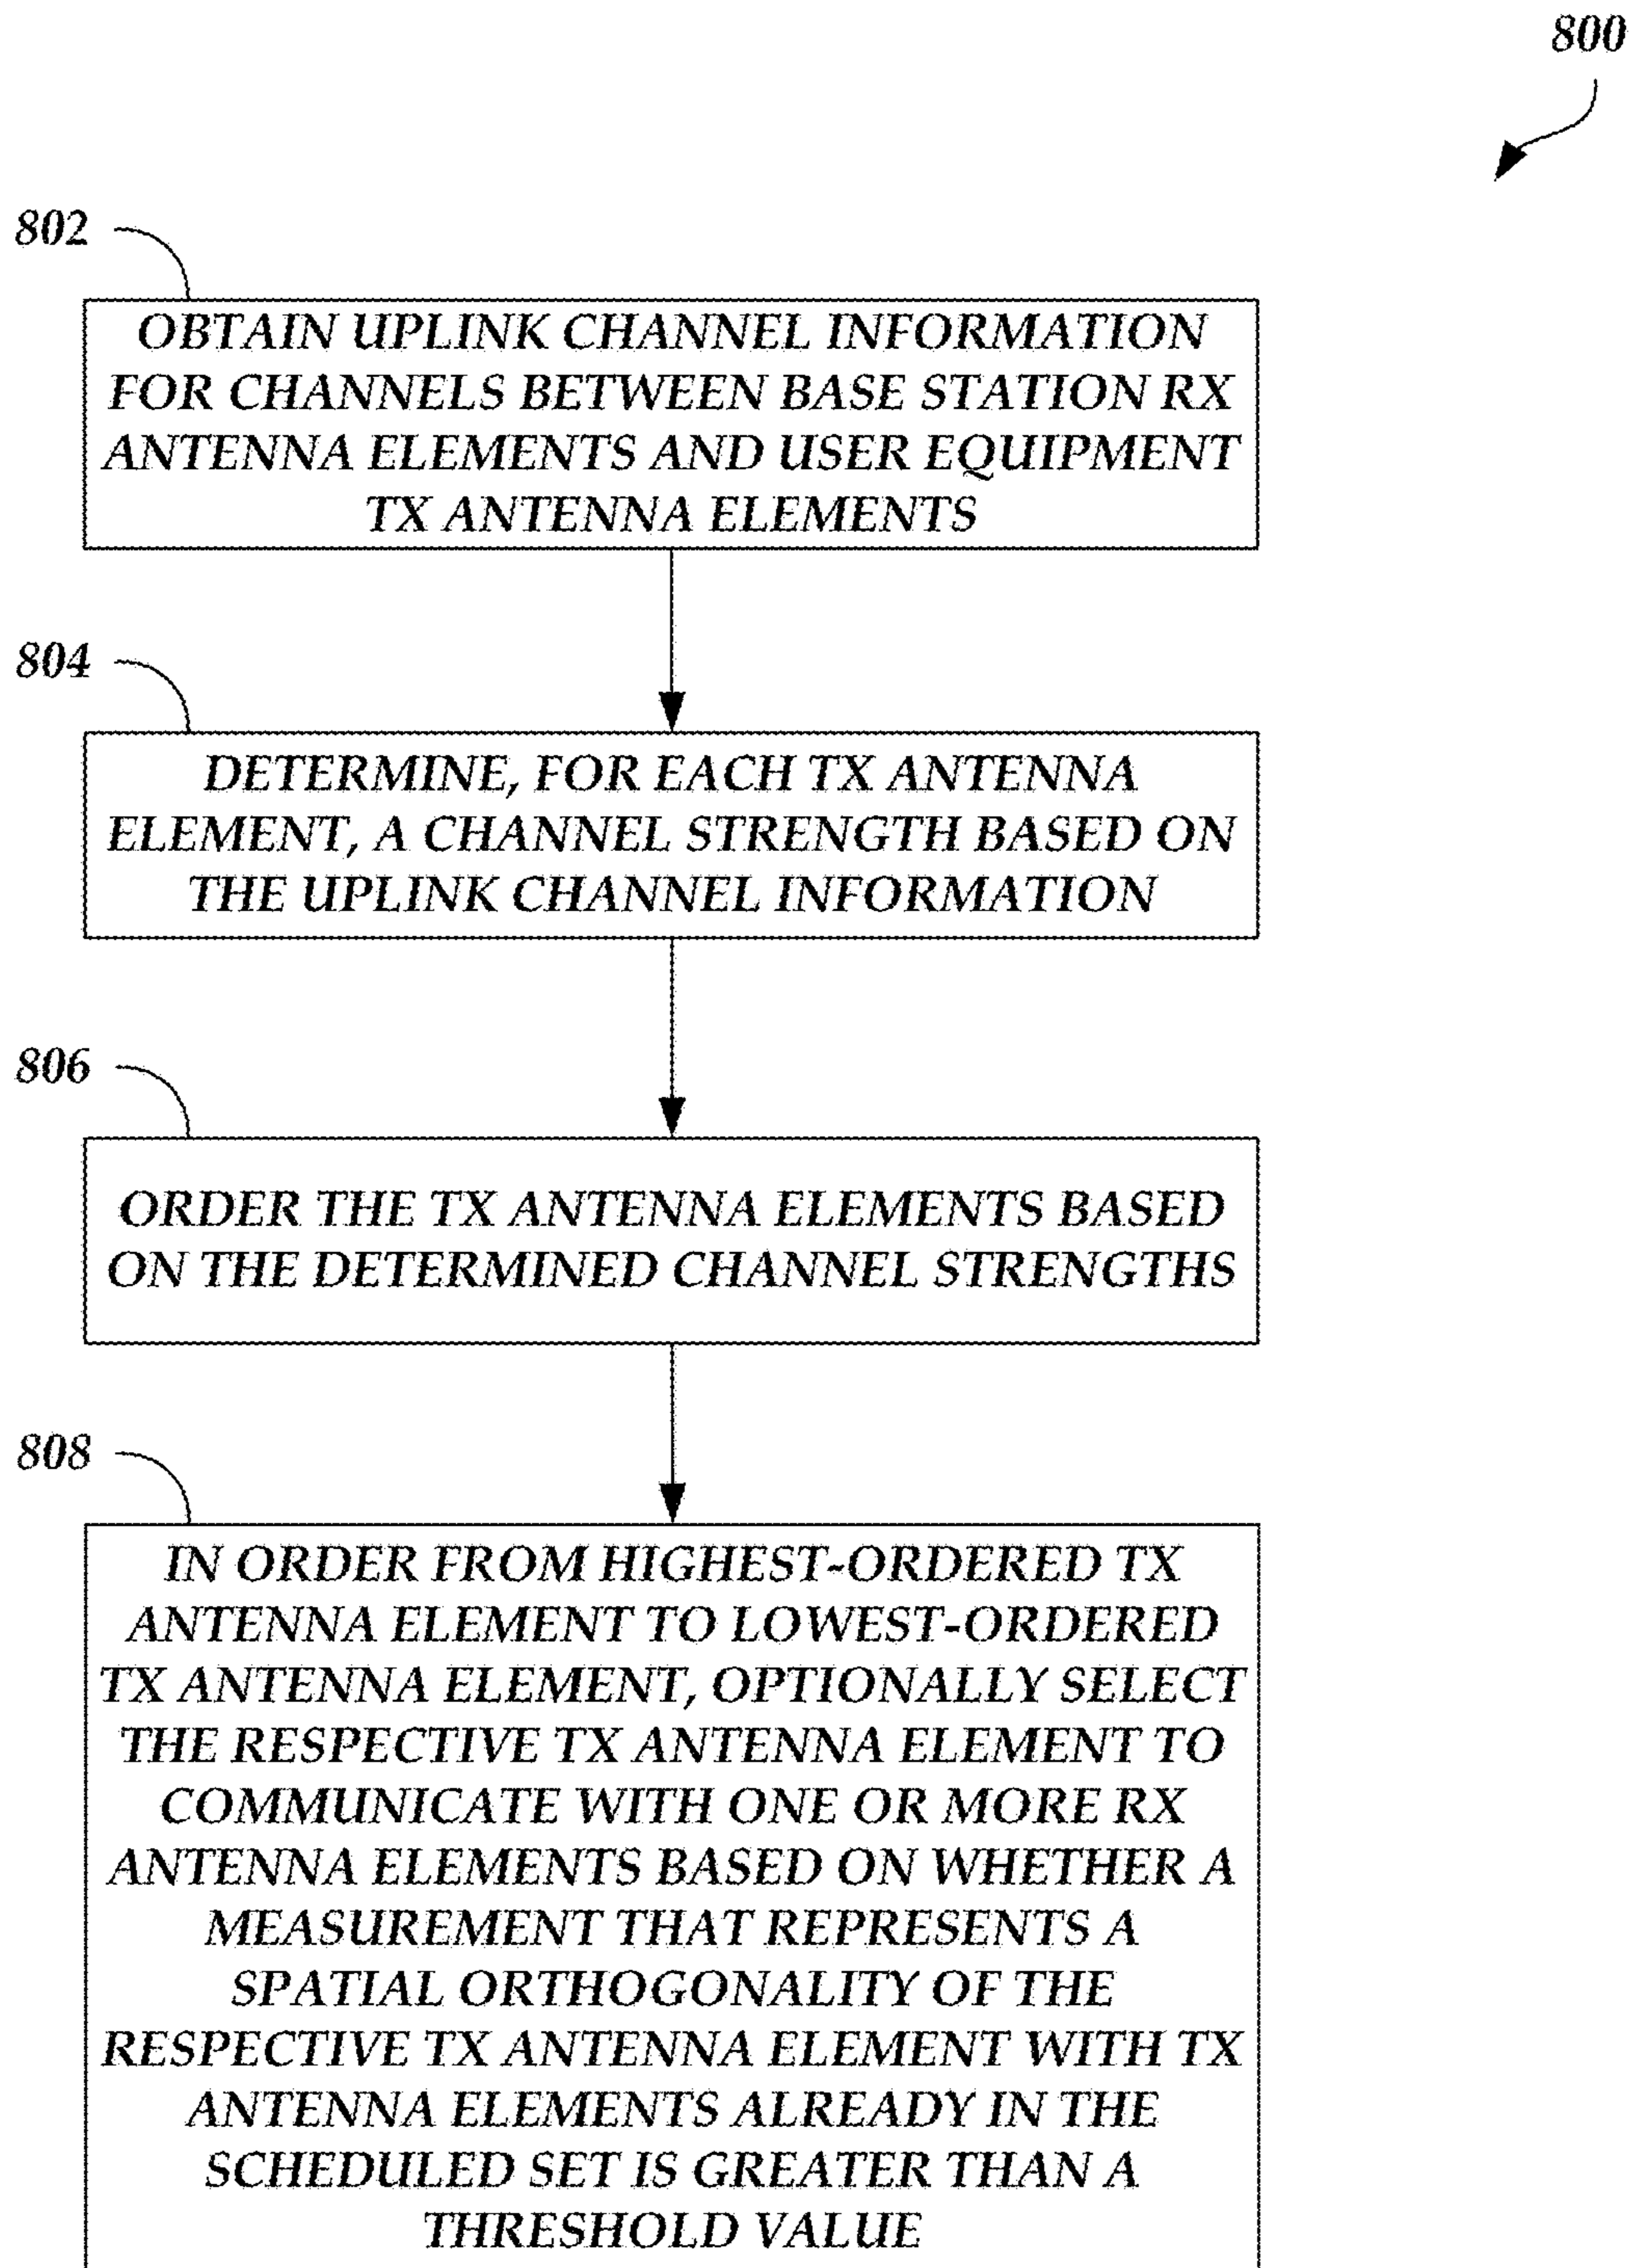 800
802
OBTAIN UPLINK CHANNEL INFORMATION
FOR CHANNELS BETWEEN BASE STATION RX
ANTENNA ELEMENTS AND USER EQUIPMENT
TX ANTENNA ELEMENTS
804
DETERMINE, FOR EACH TX ANTENNA
ELEMENT, A CHANNEL STRENGTH BASED ON
THE UPLINK CHANNEL INFORMATION
806
ORDER THE TX ANTENNA ELEMENTS BASED
ON THE DETERMINED CHANNEL STRENGTHS
808
IN ORDER FROM HIGHEST-ORDERED TX
ANTENNA ELEMENT TO LOWEST-ORDERED
TX ANTENNA ELEMENT, OPTIONALLY SELECT
THE RESPECTIVE TX ANTENNA ELEMENT TO
COMMUNICATE WITH ONE OR MORE RX
ANTENNA ELEMENTS BASED ON WHETHER A
MEASUREMENT THAT REPRESENTS A
SPATIAL ORTHOGONALITY OF THE
RESPECTIVE TX ANTENNA ELEMENT WITH TX
ANTENNA ELEMENTS ALREADY IN THE
SCHEDULED SET IS GREATER THAN A
THRESHOLD VALUE